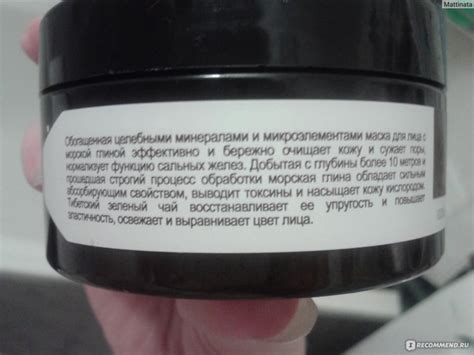 Mattinata
Обогащенная целебными минералами и микроэлементами маска для лица с
морской глиной эффективно и бережно очищает кожу и сужает поры,
нормализует функцию сальных желез. Добытая с глубины более 10 метров и
прошедшая строгий процесс обработки морская глина обладает сильным
абсорбирующим свойством, выводит токсины и насыщает кожу кислородом.
Тибетский зеленый чай восстанавливает ее упругость и повышает
эластичность, освежает и выравнивает цвет лица.
RECOMMEND.RU